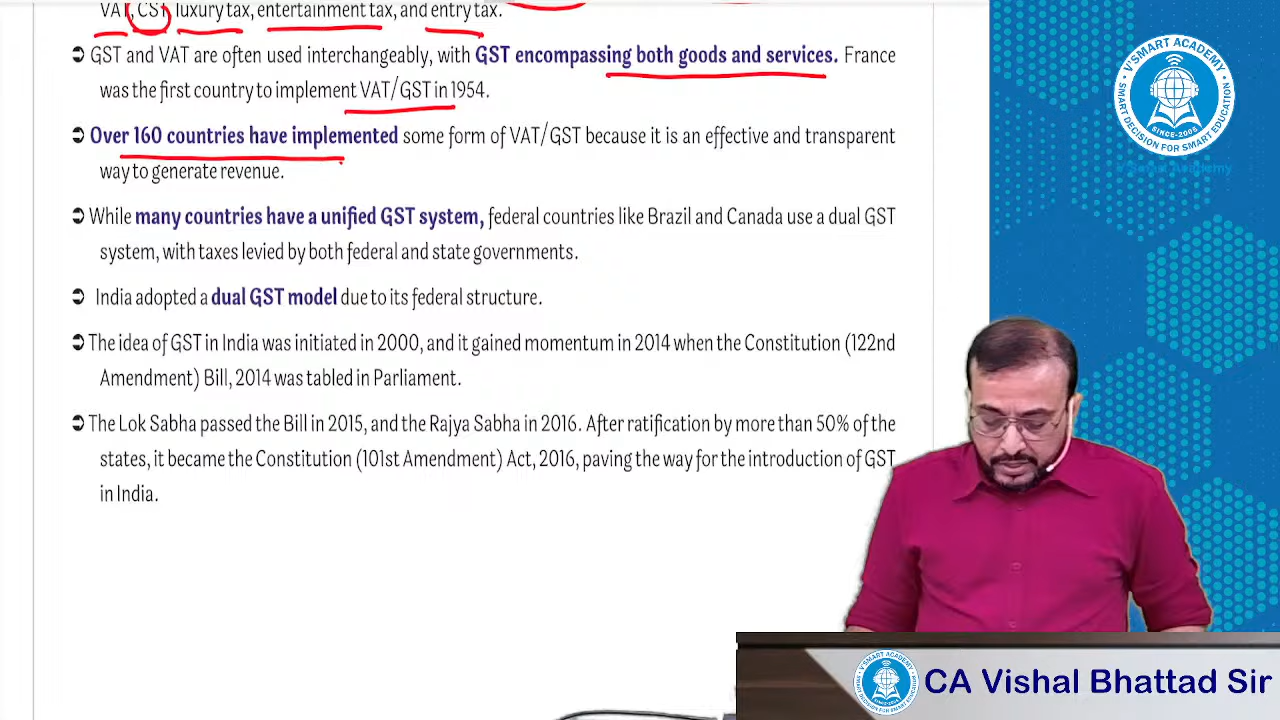 VAT, CST, luxury tax, entertainment tax, and entry tax.
➲ GST and VAT are often used interchangeably, with GST encompassing both goods and services. France
was the first country to implement VAT/GST in 1954.
➲ Over 160 countries have implemented some form of VAT/GST because it is an effective and transparent
way to generate revenue.
➲ While many countries have a unified GST system, federal countries like Brazil and Canada use a dual GST
system, with taxes levied by both federal and state governments.
➲ India adopted a dual GST model due to its federal structure.
➲ The idea of GST in India was initiated in 2000, and it gained momentum in 2014 when the Constitution (122nd
Amendment) Bill, 2014 was tabled in Parliament.
➲ The Lok Sabha passed the Bill in 2015, and the Rajya Sabha in 2016. After ratification by more than 50% of the
states, it became the Constitution (101st Amendment) Act, 2016, paving the way for the introduction of GST
in India.
V'SMART ACADEMY
SINCE-2005
SMART DECISION FOR SMART EDUCATION
V'Smart Academy
V'SMART ACADEMY
CA Vishal Bhattad Sir